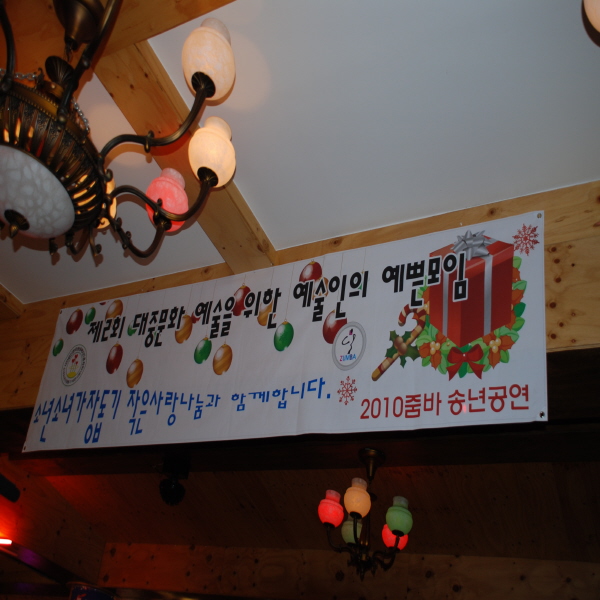 제2회 대중문화 예술을 위한 예술인의 예쁜모임
소년소녀가장돕기 작은사랑나눔과 함께합니다.
ZUMBA
2010줌바 송년공연